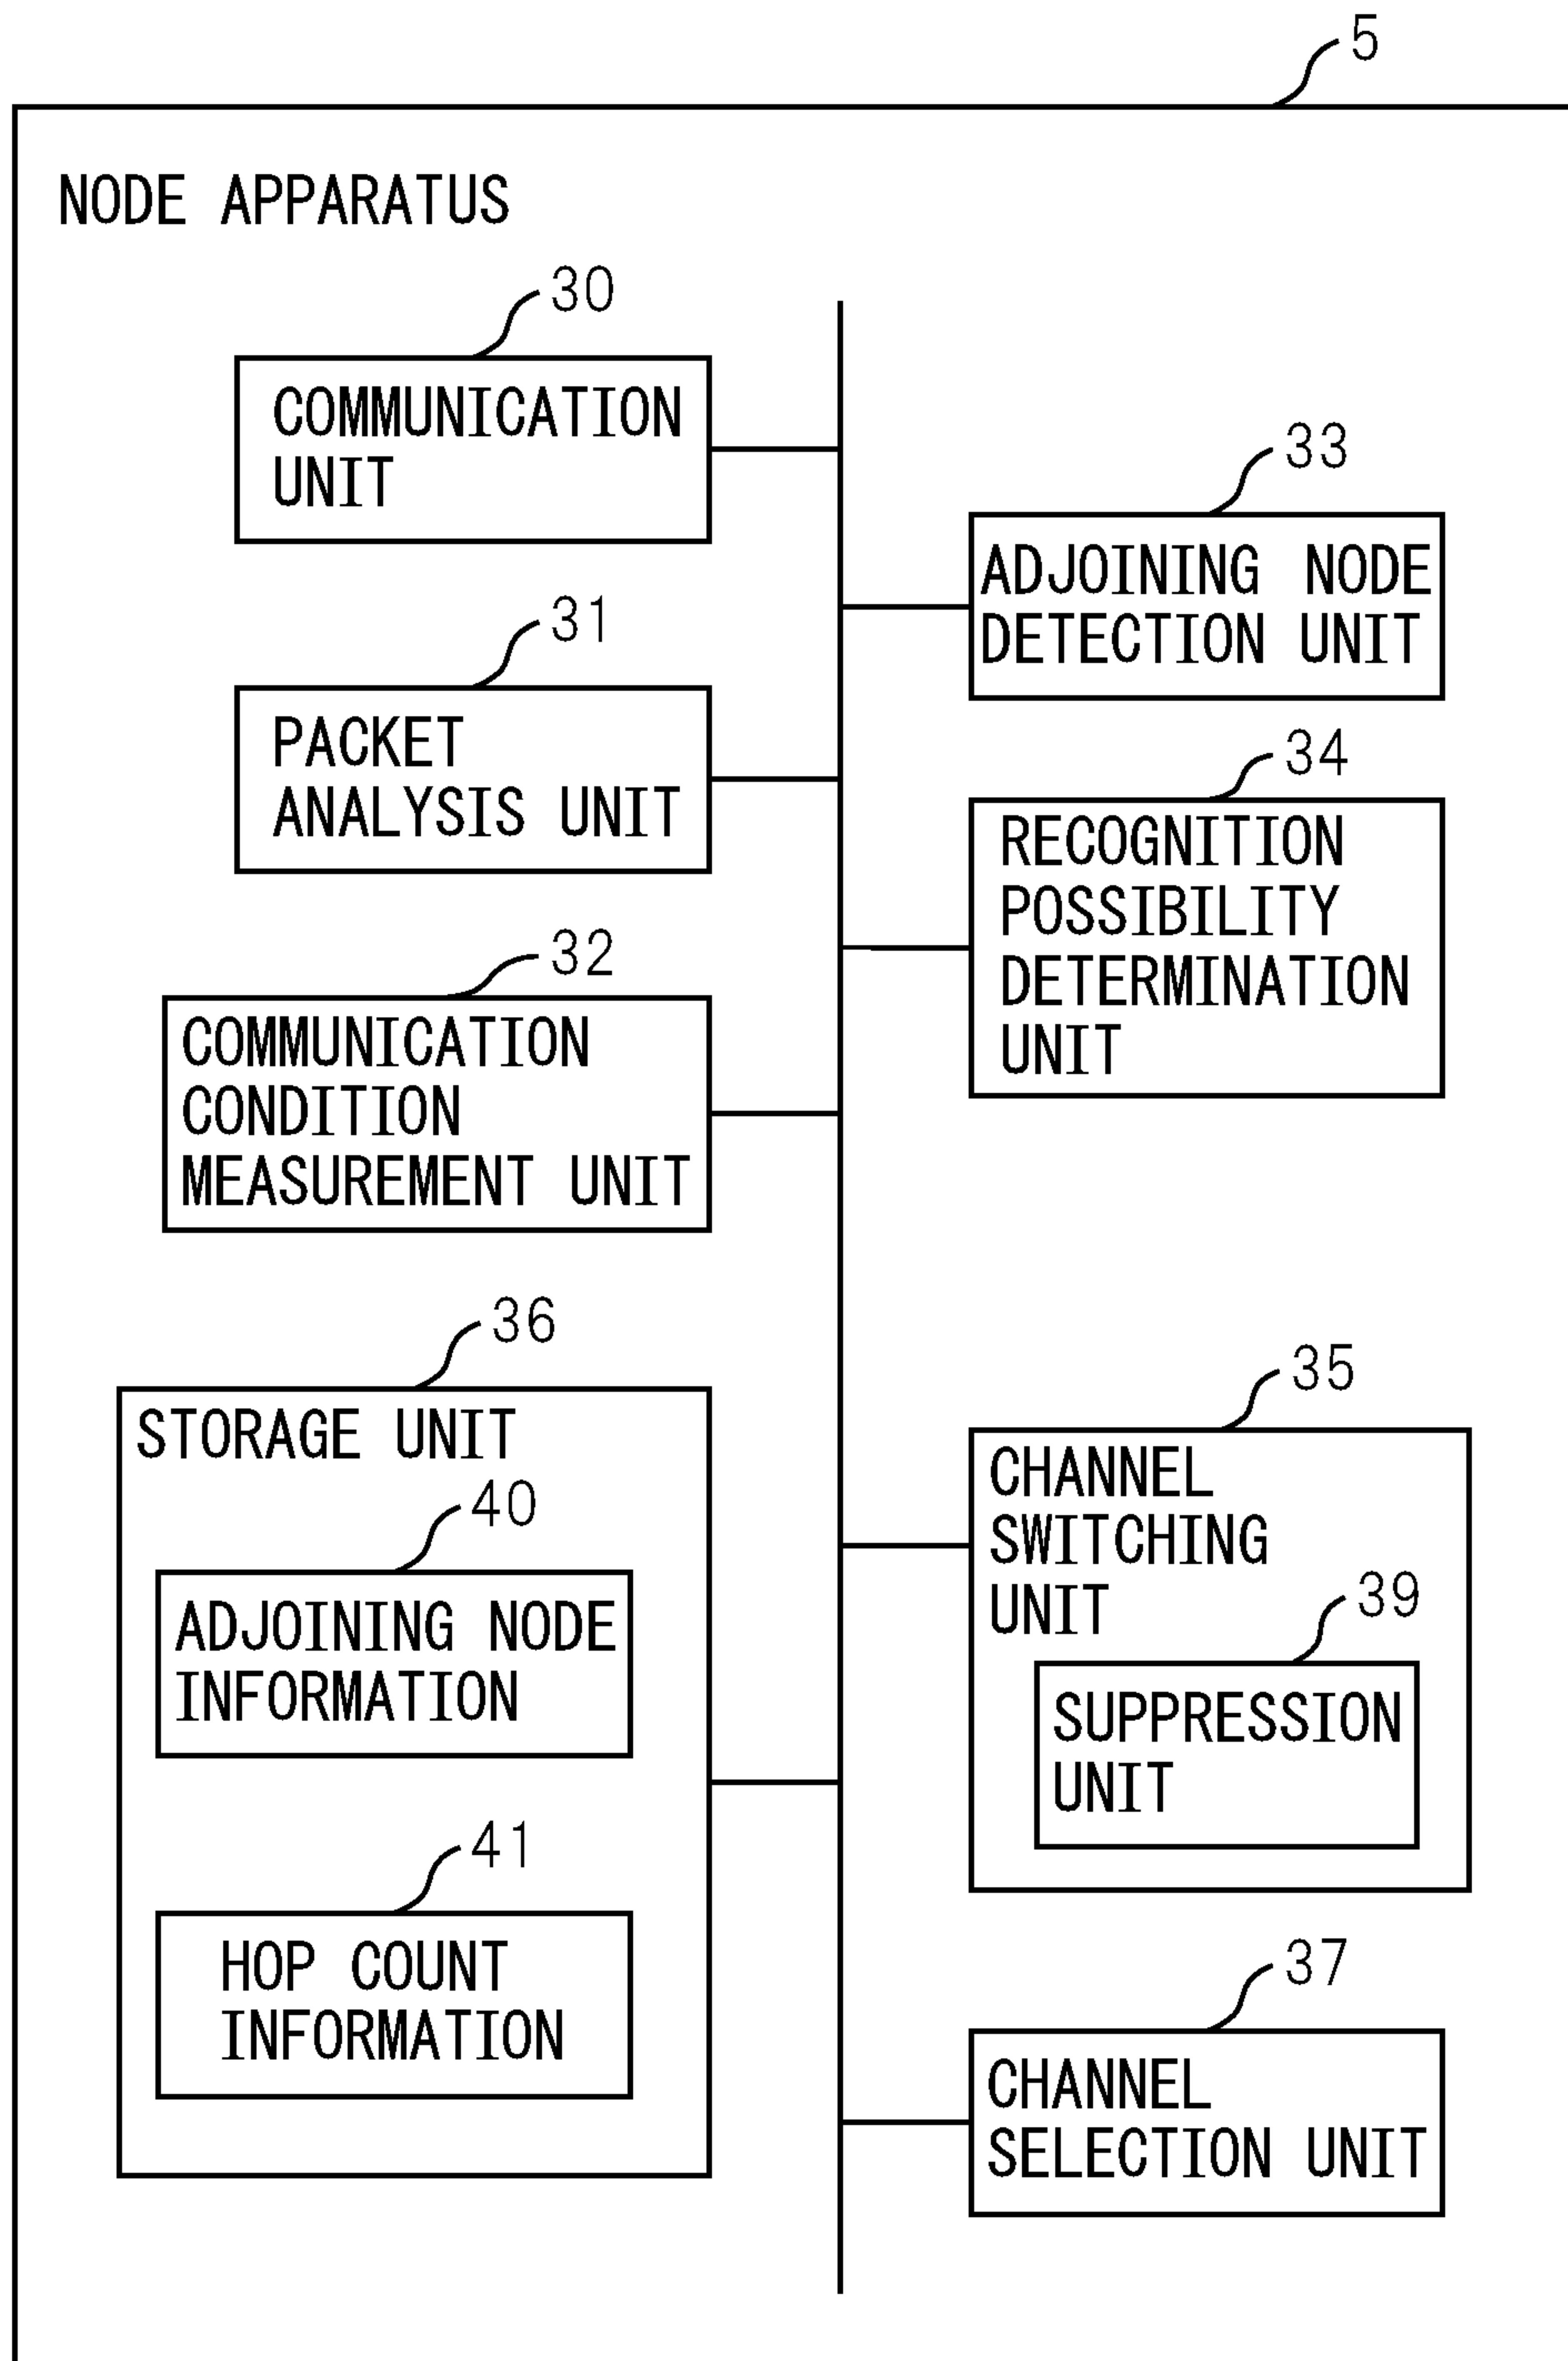 5
NODE APPARATUS
30
COMMUNICATION
UNIT
33
ADJOINING NODE
DETECTION UNIT
31
PACKET
ANALYSIS UNIT
34
RECOGNITION
POSSIBILITY
DETERMINATION
UNIT
32
COMMUNICATION
CONDITION
MEASUREMENT UNIT
36
STORAGE UNIT
40
ADJOINING NODE
INFORMATION
41
HOP COUNT
INFORMATION
35
CHANNEL
SWITCHING
UNIT
39
SUPPRESSION
UNIT
37
CHANNEL
SELECTION UNIT